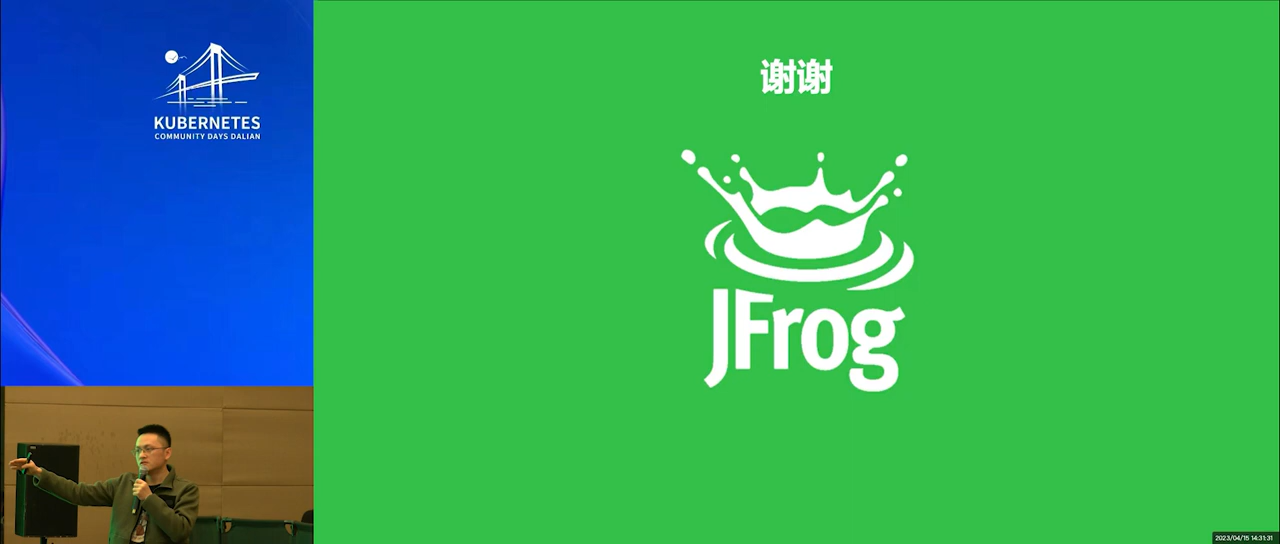 KUBERNETES
COMMUNITY DAYS DALIAN
谢谢
JFrog
2023/04/15 14:31:31